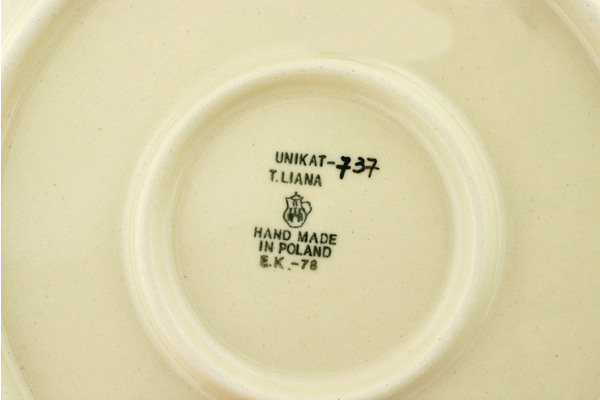 UNIKAT-737
T.LIANA
HAND MADE
IN POLAND
E.K.-78